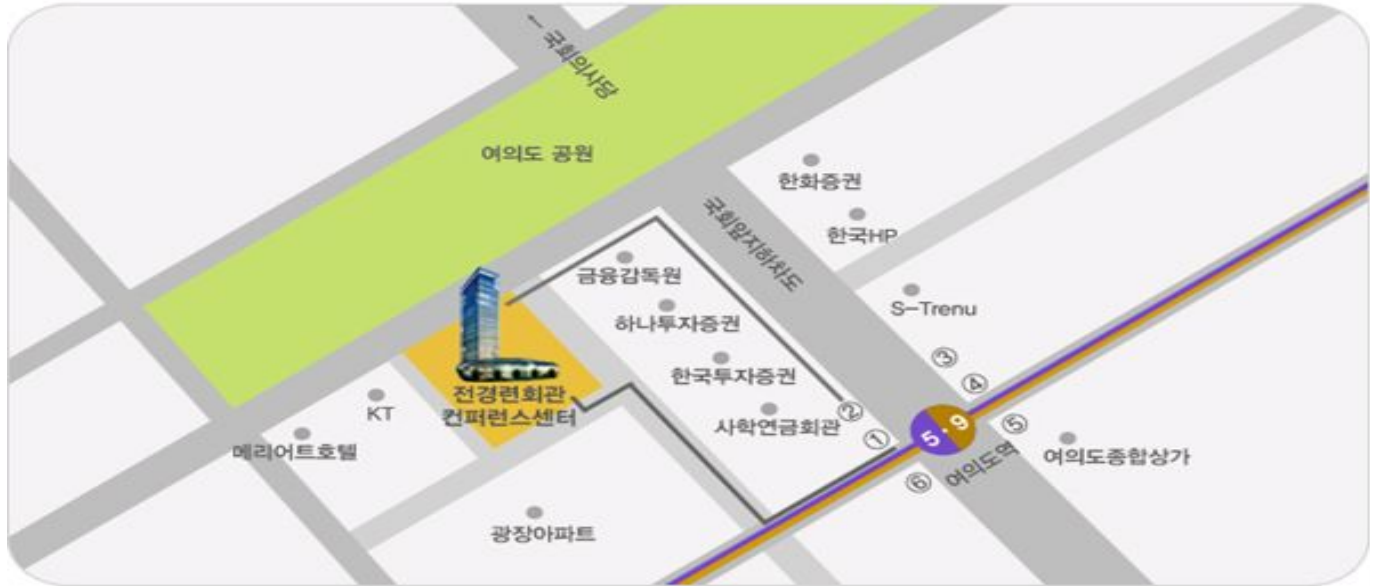 ← 국회의사당
여의도 공원
한화증권
국회앞지하차도
한국HP
금융감독원
S-Trenu
하나투자증권
③
한국투자증권
④
전경련회관
컨퍼런스센터
KT
②
사학연금회관
①
5·9
⑤
메리어트호텔
여의도종합상가
여의도역
⑥
광장아파트